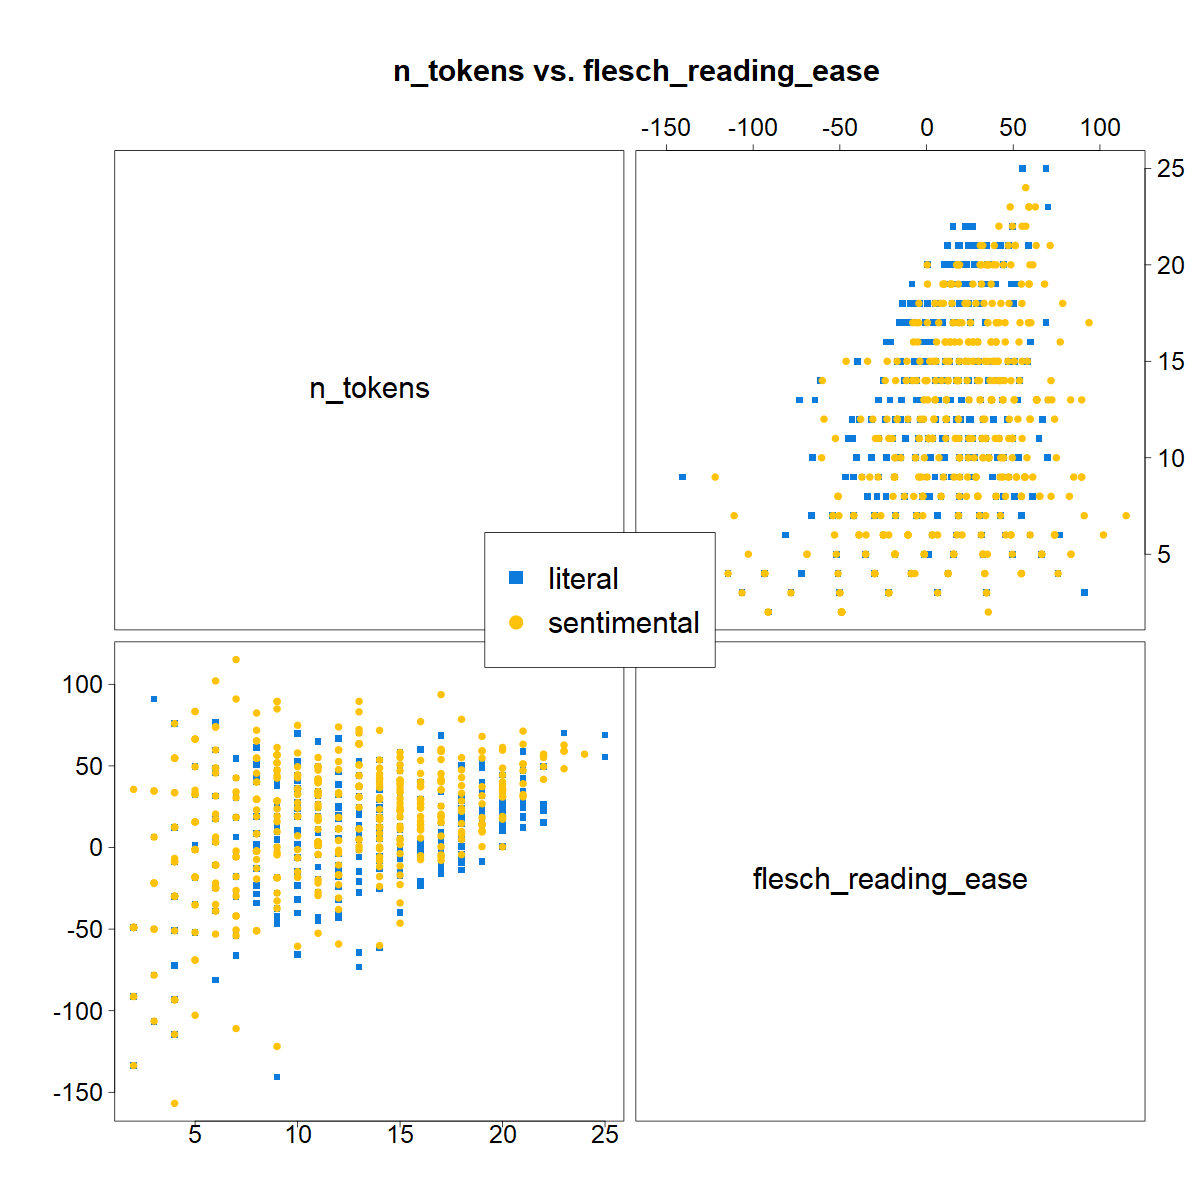 n_tokens vs. flesch_reading_ease
-150 -100 -50 0 50 100
25
20
15
10
5
n_tokens
literal
sentimental
100
50
0
-50
-100
-150
flesch_reading_ease
5 10 15 20 25